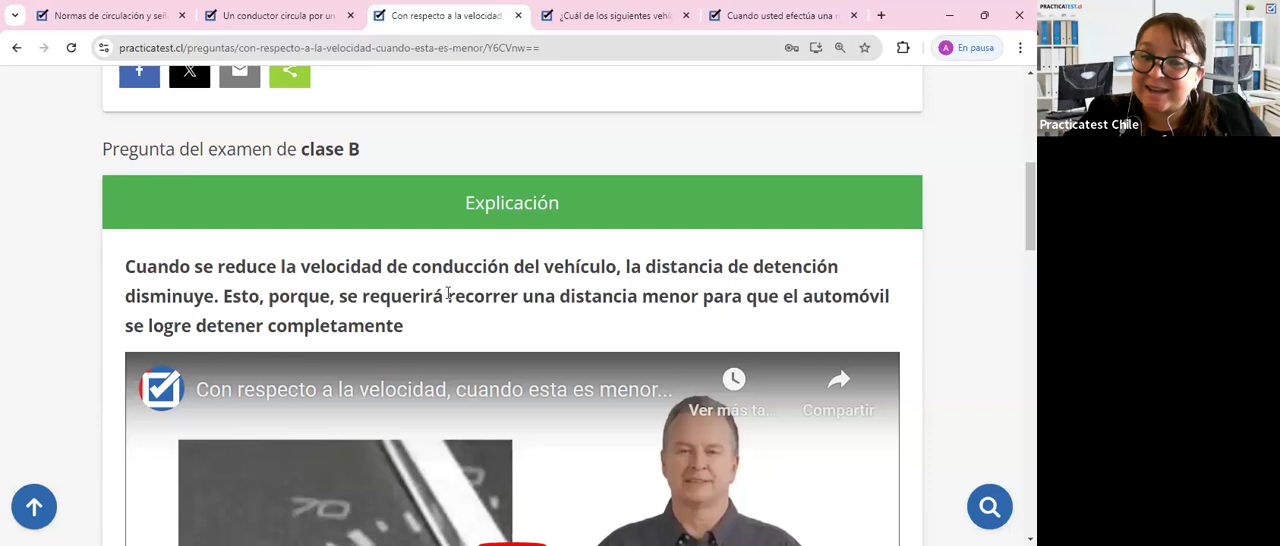 Normas de circulación y seña
Un conductor circula por un
Con respecto a la velocidad,
¿Cuál de los siguientes vehí
Cuando usted efectúa una
practicatest.cl/preguntas/con-respecto-a-la-velocidad-cuando-esta-es-menor/Y6CVnw==
A
En pausa
Pregunta del examen de clase B
Explicación
Cuando se reduce la velocidad de conducción del vehículo, la distancia de detención
disminuye. Esto, porque, se requerirá recorrer una distancia menor para que el automóvil
se logre detener completamente
Con respecto a la velocidad, cuando esta es menor...
Ver más ta...
Compartir
70
PRACTICATEST.cl
Practicatest Chile